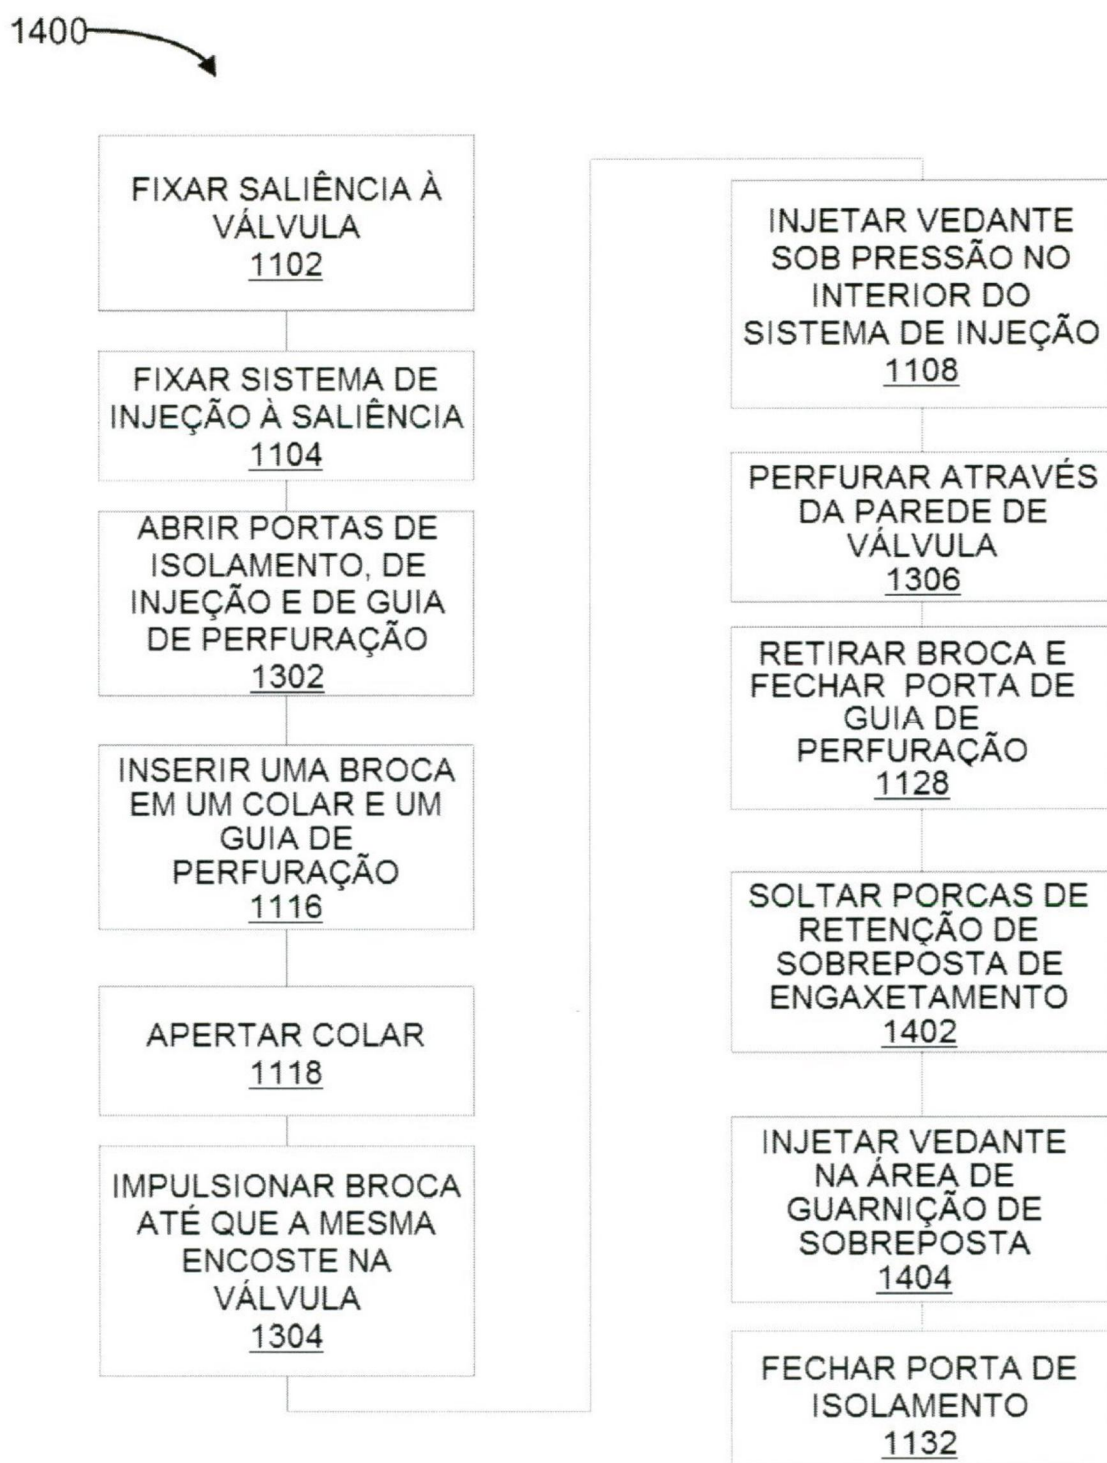 1400
FIXAR SALIÊNCIA À
VÁLVULA
1102
FIXAR SISTEMA DE
INJEÇÃO À SALIÊNCIA
1104
ABRIR PORTAS DE
ISOLAMENTO, DE
INJEÇÃO E DE GUIA
DE PERFURAÇÃO
1302
INSERIR UMA BROCA
EM UM COLAR E UM
GUIA DE
PERFURAÇÃO
1116
APERTAR COLAR
1118
IMPULSIONAR BROCA
ATÉ QUE A MESMA
ENCOSTE NA
VÁLVULA
1304
INJETAR VEDANTE
SOB PRESSÃO NO
INTERIOR DO
SISTEMA DE INJEÇÃO
1108
PERFURAR ATRAVÉS
DA PAREDE DE
VÁLVULA
1306
RETIRAR BROCA E
FECHAR PORTA DE
GUIA DE
PERFURAÇÃO
1128
SOLTAR PORCAS DE
RETENÇÃO DE
SOBREPOSTA DE
ENGAXETAMENTO
1402
INJETAR VEDANTE
NA ÁREA DE
GUARNIÇÃO DE
SOBREPOSTA
1404
FECHAR PORTA DE
ISOLAMENTO
1132